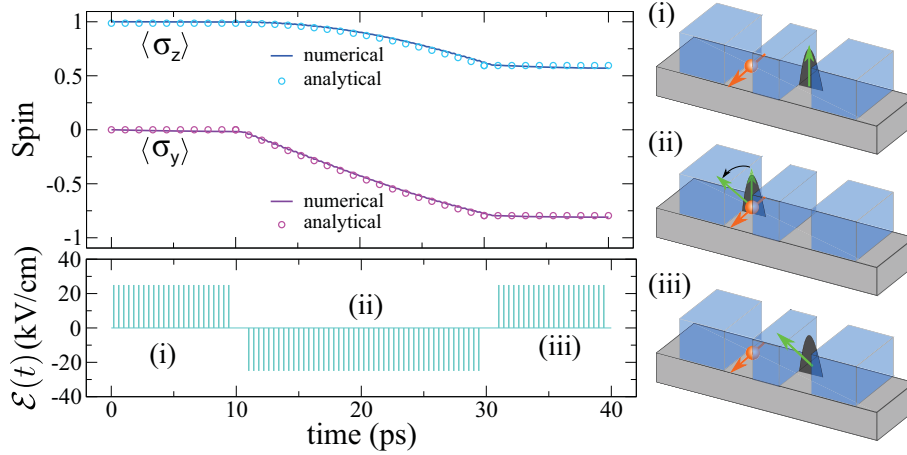 1
0.5
⟨σz⟩
numerical
analytical
Spin
0
-0.5
-1
⟨σy⟩
numerical
analytical
40
20
0
-20
-40
ℰ(t) (kV/cm)
(i)
(ii)
(iii)
0 10 20 30 40
time (ps)
(i)
(ii)
(iii)